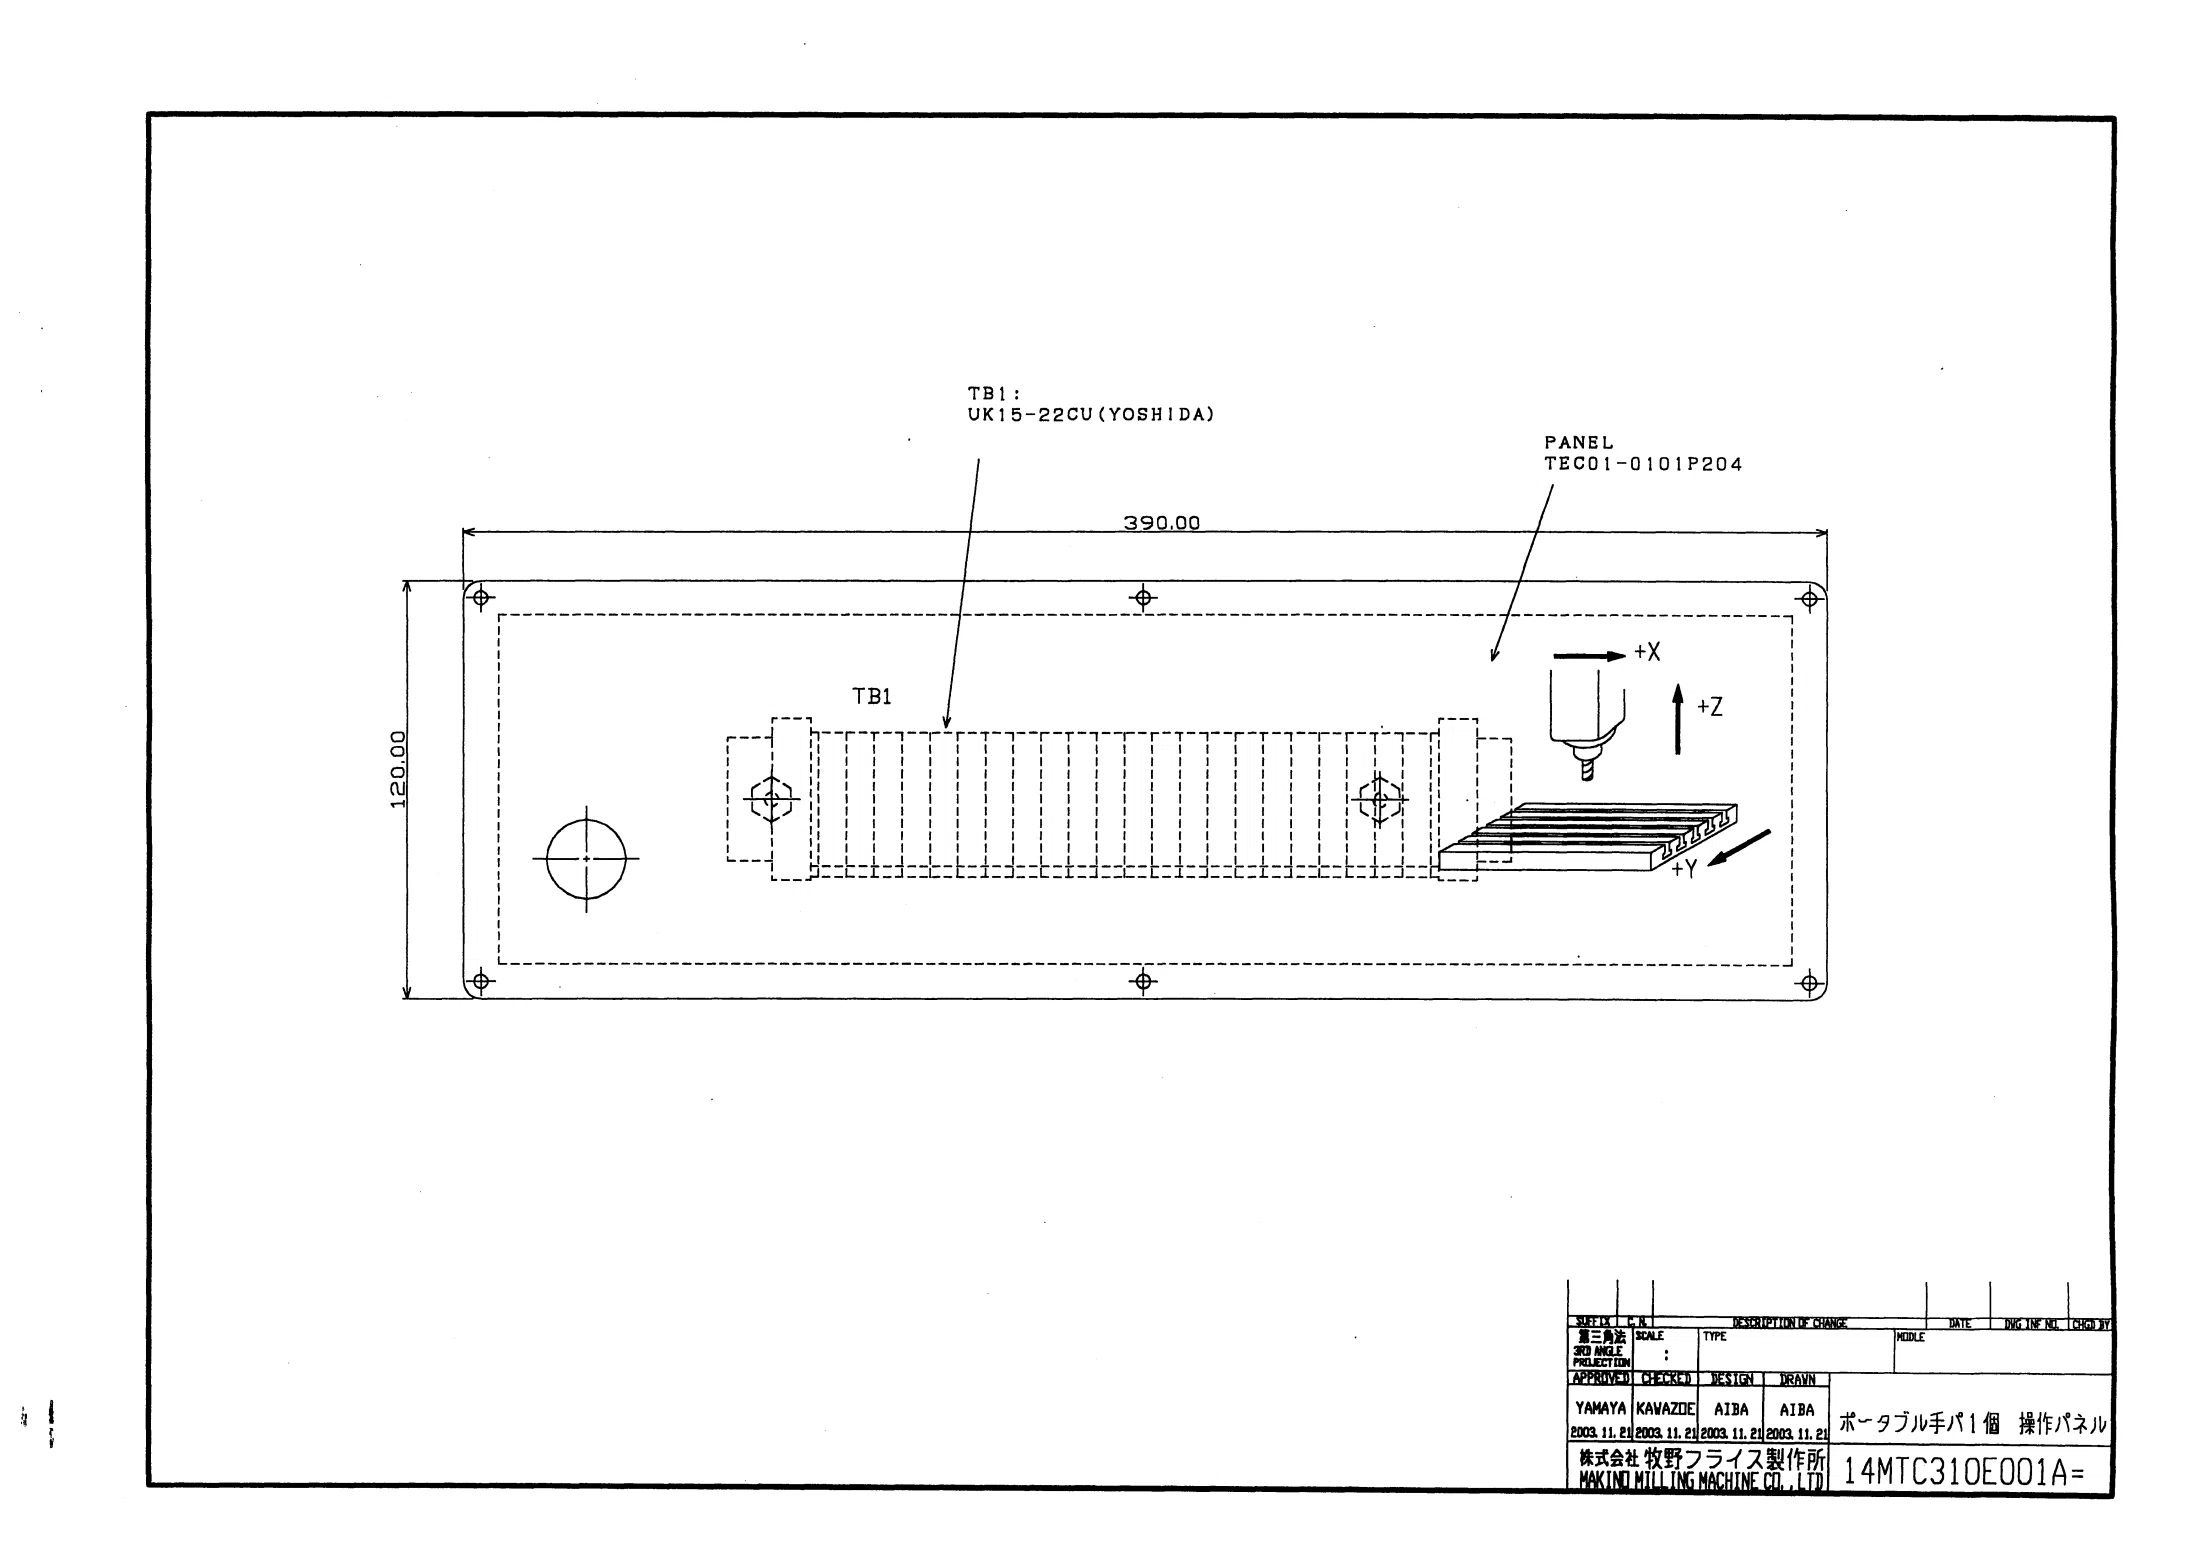 TB1:
UK15-22CU(YOSHIDA)
PANEL
TEC01-0101P204
390.00
120.00
TB1
+X
+Z
+Y
SUFFIX C.N. DESCRIPTION OF CHANGE DATE DWG INF NO. CHGD BY
第三角法 SCALE TYPE MODLE
3RD ANGLE
PROJECTION :
APPROVED CHECKED DESIGN DRAWN
YAMAYA KAWAZOE AIBA AIBA
2003.11.21 2003.11.21 2003.11.21 2003.11.21
ポータブル手パ1個 操作パネル
株式会社 牧野フライス製作所
MAKINO MILLING MACHINE CO.,LTD
14MTC310E001A=